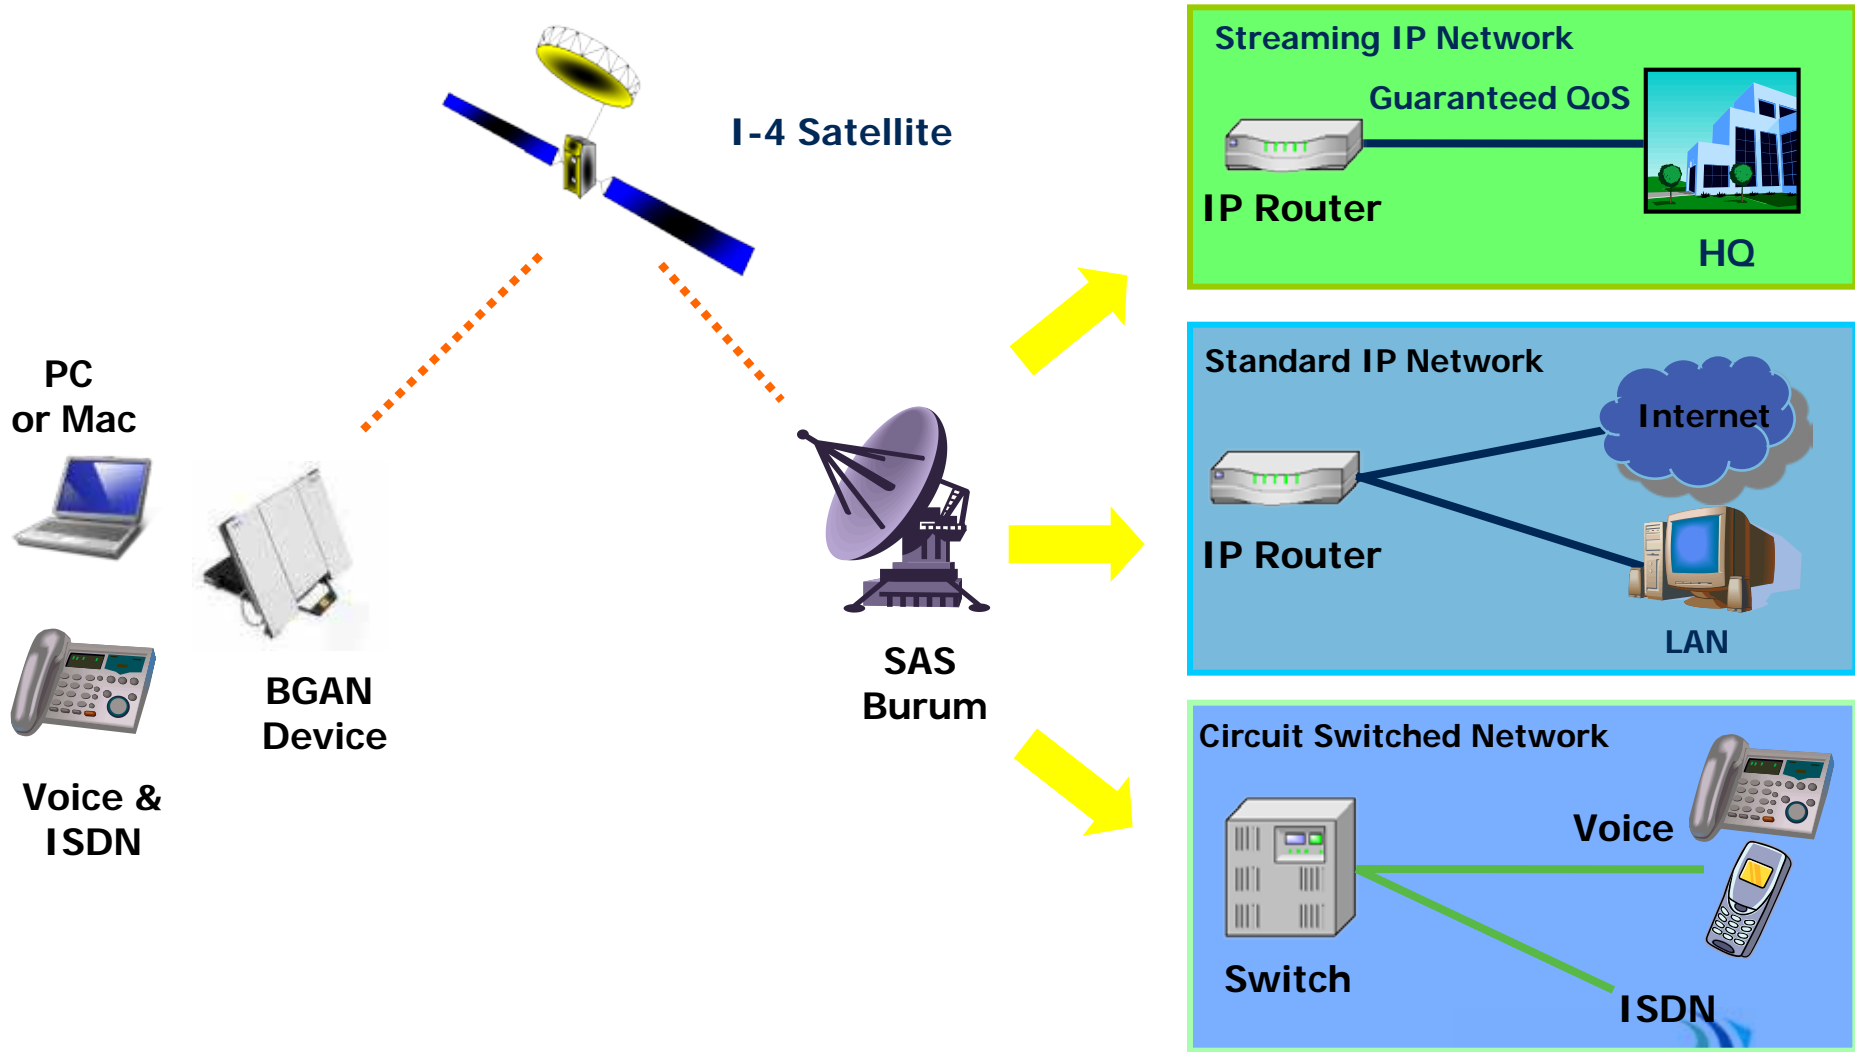 I-4 Satellite
PC
or Mac
BGAN
Device
Voice &
ISDN
SAS
Burum
Streaming IP Network
Guaranteed QoS
IP Router
HQ
Standard IP Network
Internet
IP Router
LAN
Circuit Switched Network
Voice
Switch
ISDN